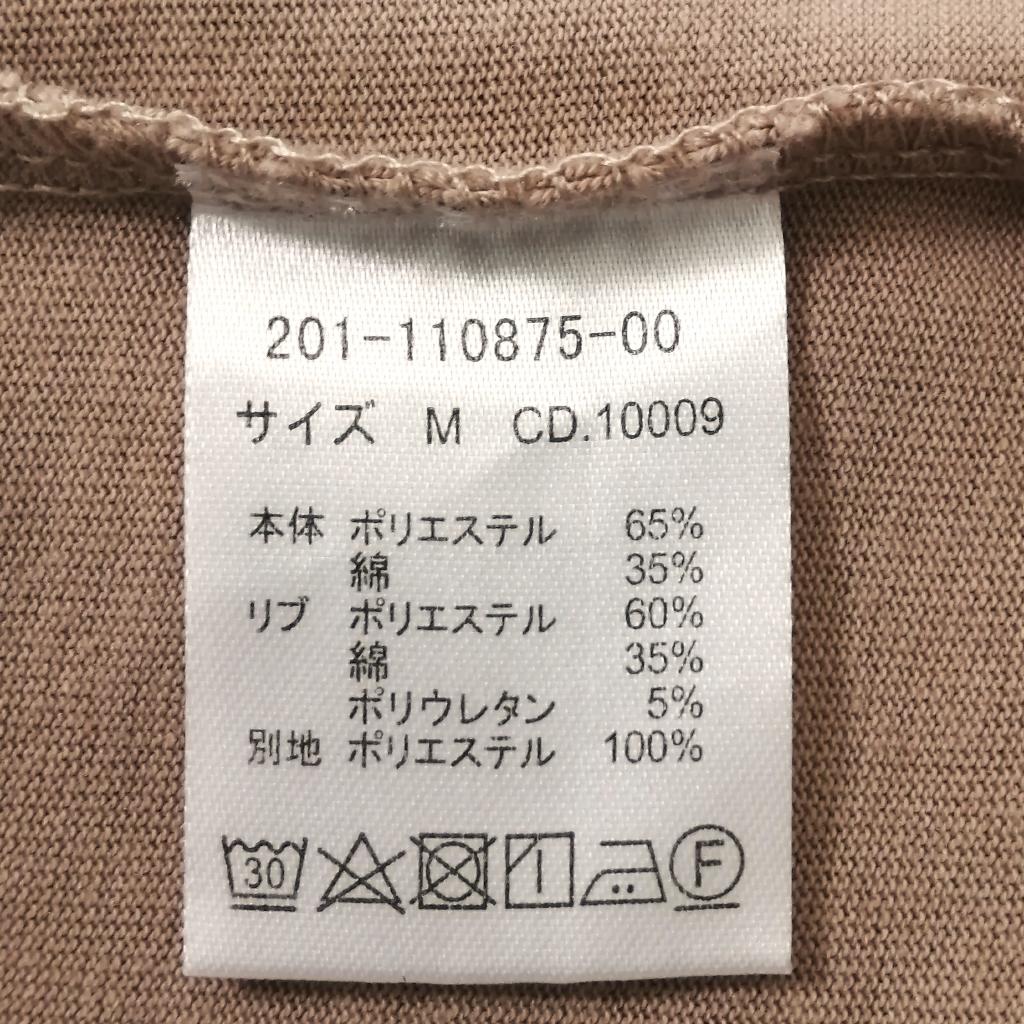 201-110875-00
サイズ M CD.10009
本体 ポリエステル 65%
綿 35%
リブ ポリエステル 60%
綿 35%
ポリウレタン 5%
別地 ポリエステル 100%
30 F